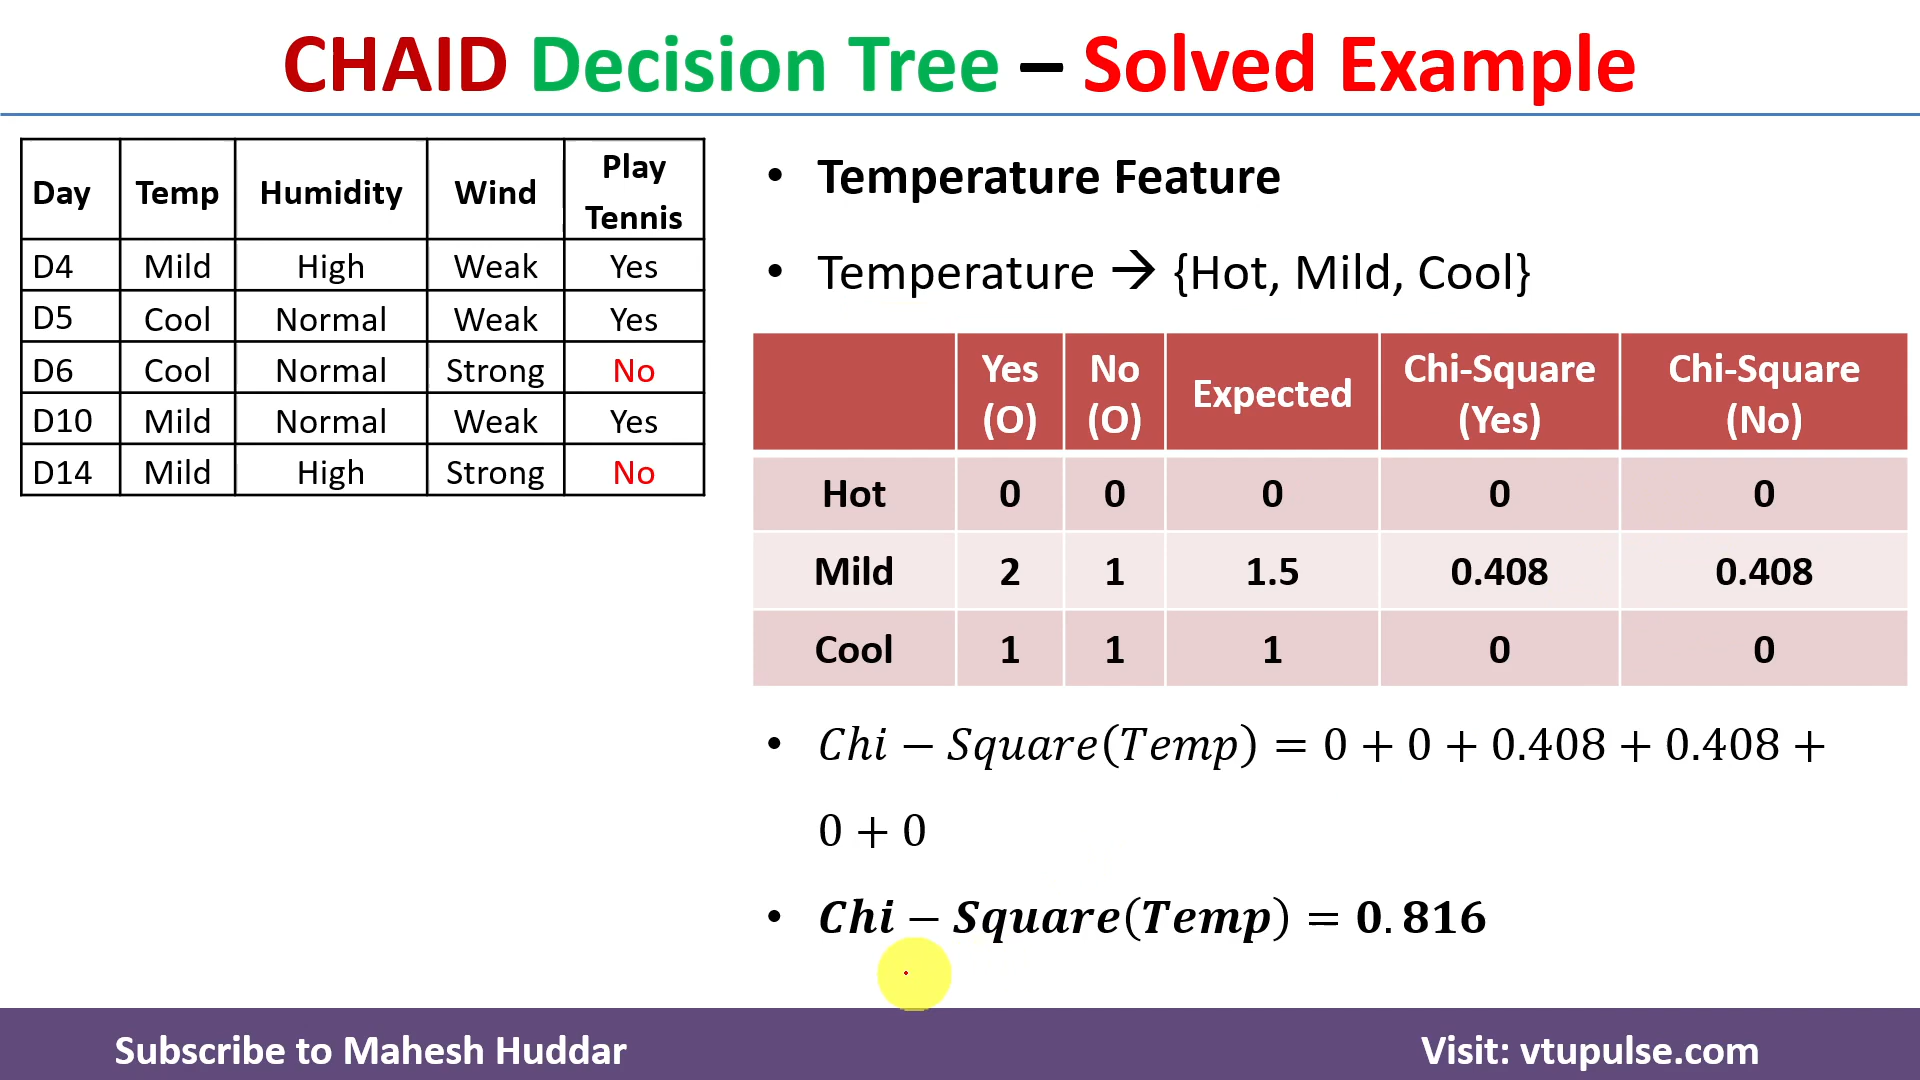 CHAID Decision Tree – Solved Example
Day Temp Humidity Wind Play Tennis
D4 Mild High Weak Yes
D5 Cool Normal Weak Yes
D6 Cool Normal Strong No
D10 Mild Normal Weak Yes
D14 Mild High Strong No
• Temperature Feature
• Temperature → {Hot, Mild, Cool}
Yes (O) No (O) Expected Chi-Square (Yes) Chi-Square (No)
Hot 0 0 0 0 0
Mild 2 1 1.5 0.408 0.408
Cool 1 1 1 0 0
• Chi − Square(Temp) = 0 + 0 + 0.408 + 0.408 +
0 + 0
• Chi − Square(Temp) = 0.816
Subscribe to Mahesh Huddar
Visit: vtupulse.com